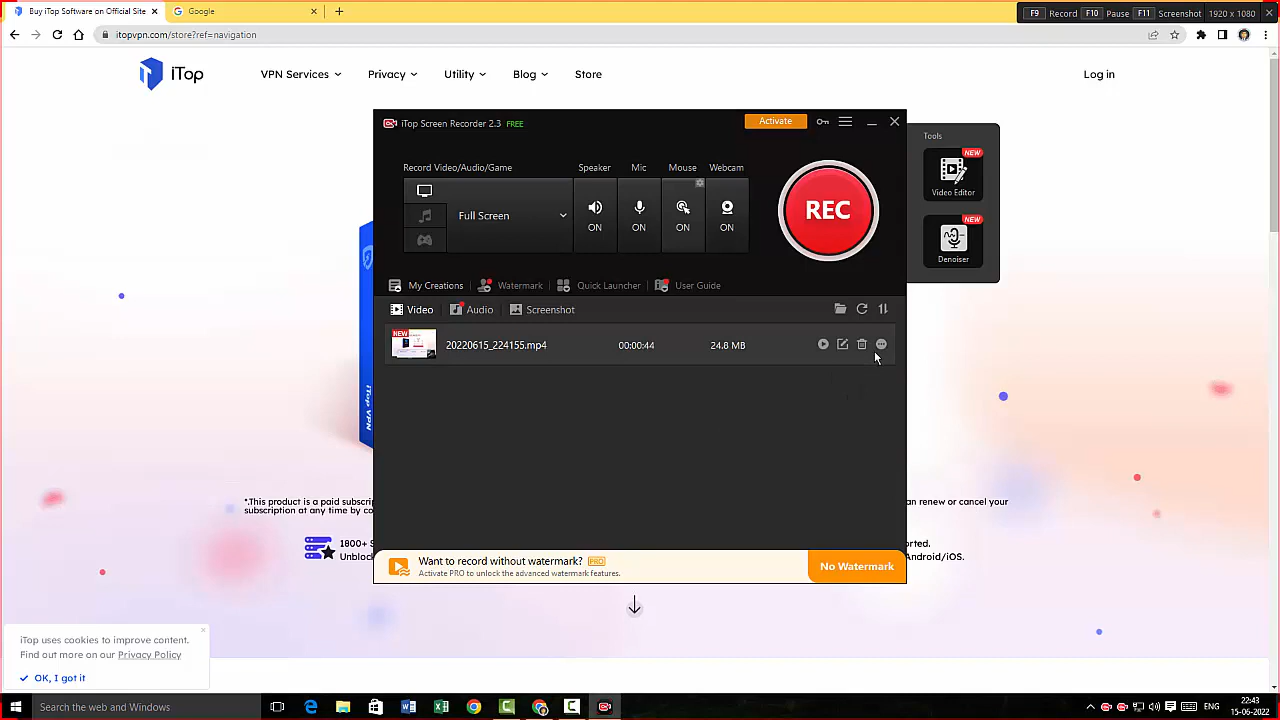 Buy iTop Software on Official Site
Google
F9 Record F10 Pause F11 Screenshot 1920 x 1080
itopvpn.com/store?ref=navigation
iTop
VPN Services
Privacy
Utility
Blog
Store
Log in
iTop Screen Recorder 2.3 FREE
Activate
Tools
NEW
Video Editor
NEW
Denoiser
Record Video/Audio/Game
Speaker
Mic
Mouse
Webcam
Full Screen
ON
ON
ON
ON
REC
My Creations
Watermark
Quick Launcher
User Guide
Video
Audio
Screenshot
NEW
20220615_224155.mp4
00:00:44
24.8 MB
iTop VPN
*.This product is a paid
subscription at any time by
an renew or cancel your
1800+
Unbloc
orted.
Android/iOS.
Want to record without watermark? PRO
Activate PRO to unlock the advanced watermark features.
No Watermark
iTop uses cookies to improve content.
Find out more on our Privacy Policy
OK, I got it
Search the web and Windows
ENG
22:43
15-06-2022